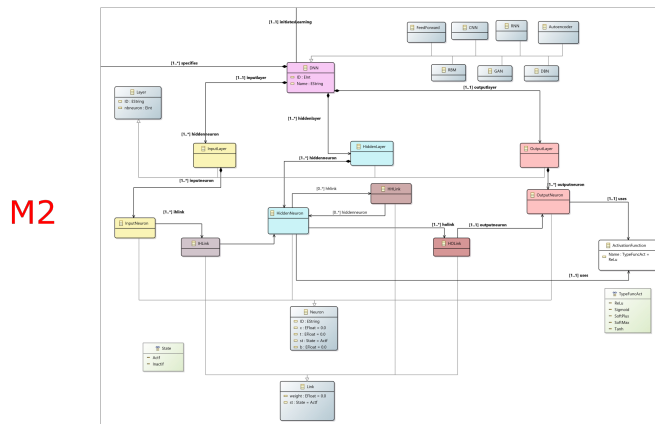 [1..1] initiatesLearning
FeedForward
CNN
RNN
Autoencoder
[1..*] specifies
DNN
ID : EInt
Name : EString
RBM
GAN
DBN
[1..1] inputlayer
[1..1] outputlayer
Layer
ID : EString
nbneuron : EInt
[1..*] hiddenlayer
[1..*] hiddenneuron
InputLayer
HiddenLayer
OutputLayer
[1..*] hiddenneuron
[1..*] inputneuron
[1..*] outputneuron
M2
[0..*] hhlink
HHLink
OutputNeuron
[1..1] uses
[1..*] ihlink
HiddenNeuron
[0..*] hiddenneuron
InputNeuron
[1..*] holink
[1..1] outputneuron
IHLink
HOLink
ActivationFunction
Name : TypeFuncAct =
ReLu
[1..1] uses
TypeFuncAct
ReLu
Sigmoid
SoftPlus
SoftMax
Tanh
Neuron
ID : EString
: EFloat = 0.0
: EFloat = 0.0
st : State = Actif
b : EFloat = 0.0
State
Actif
Inactif
Link
weight : EFloat = 0.0
st : State = Actif